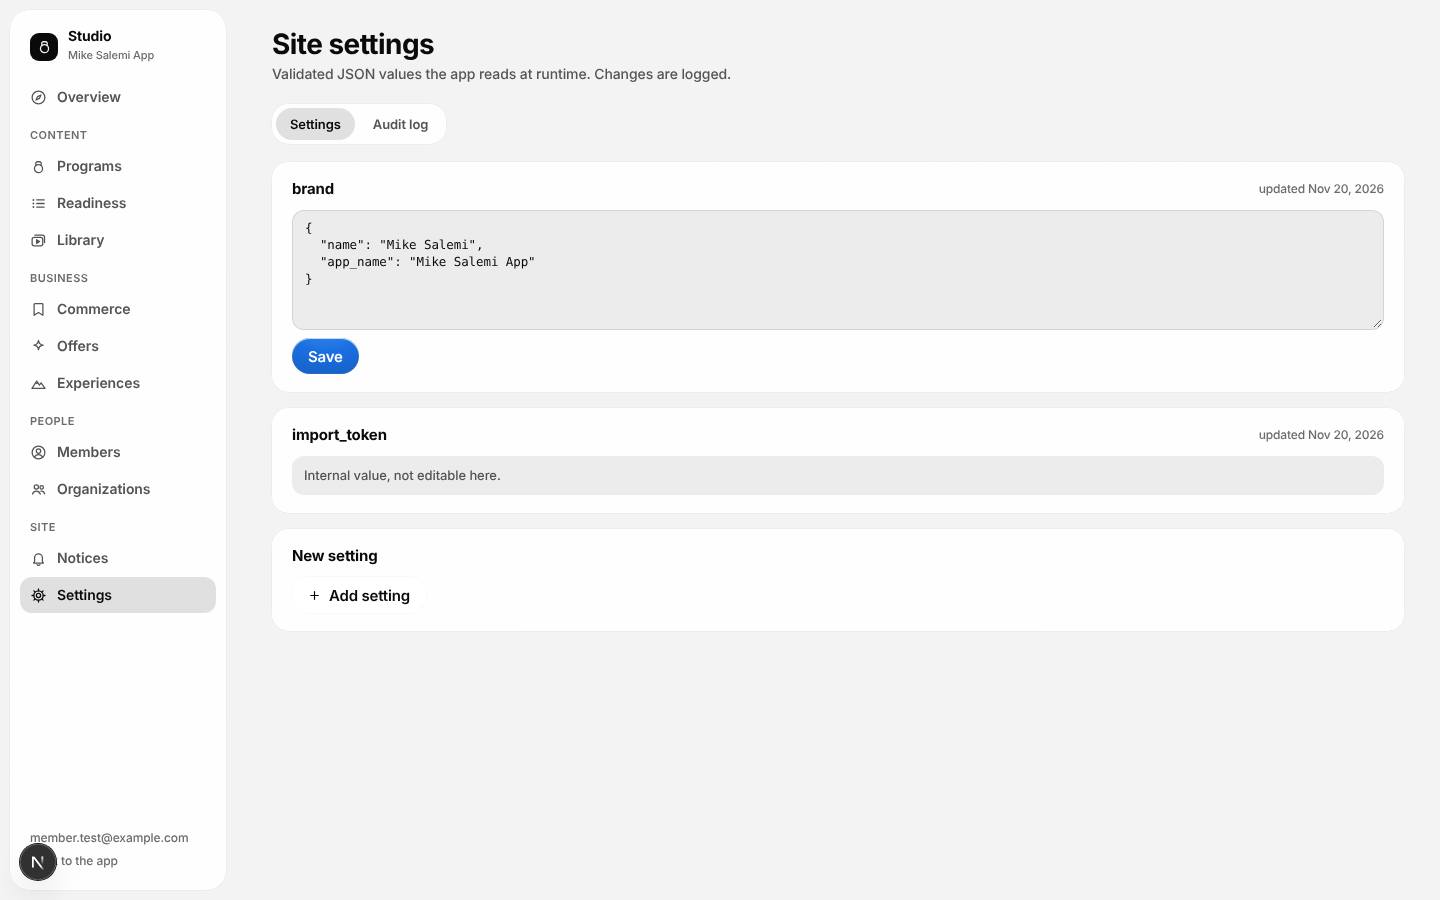 Studio
Mike Salemi App
Overview
CONTENT
Programs
Readiness
Library
BUSINESS
Commerce
Offers
Experiences
PEOPLE
Members
Organizations
SITE
Notices
Settings
member.test@example.com
to the app
N
Site settings
Validated JSON values the app reads at runtime. Changes are logged.
Settings
Audit log
brand
updated Nov 20, 2026
{
  "name": "Mike Salemi",
  "app_name": "Mike Salemi App"
}
Save
import_token
updated Nov 20, 2026
Internal value, not editable here.
New setting
+ Add setting